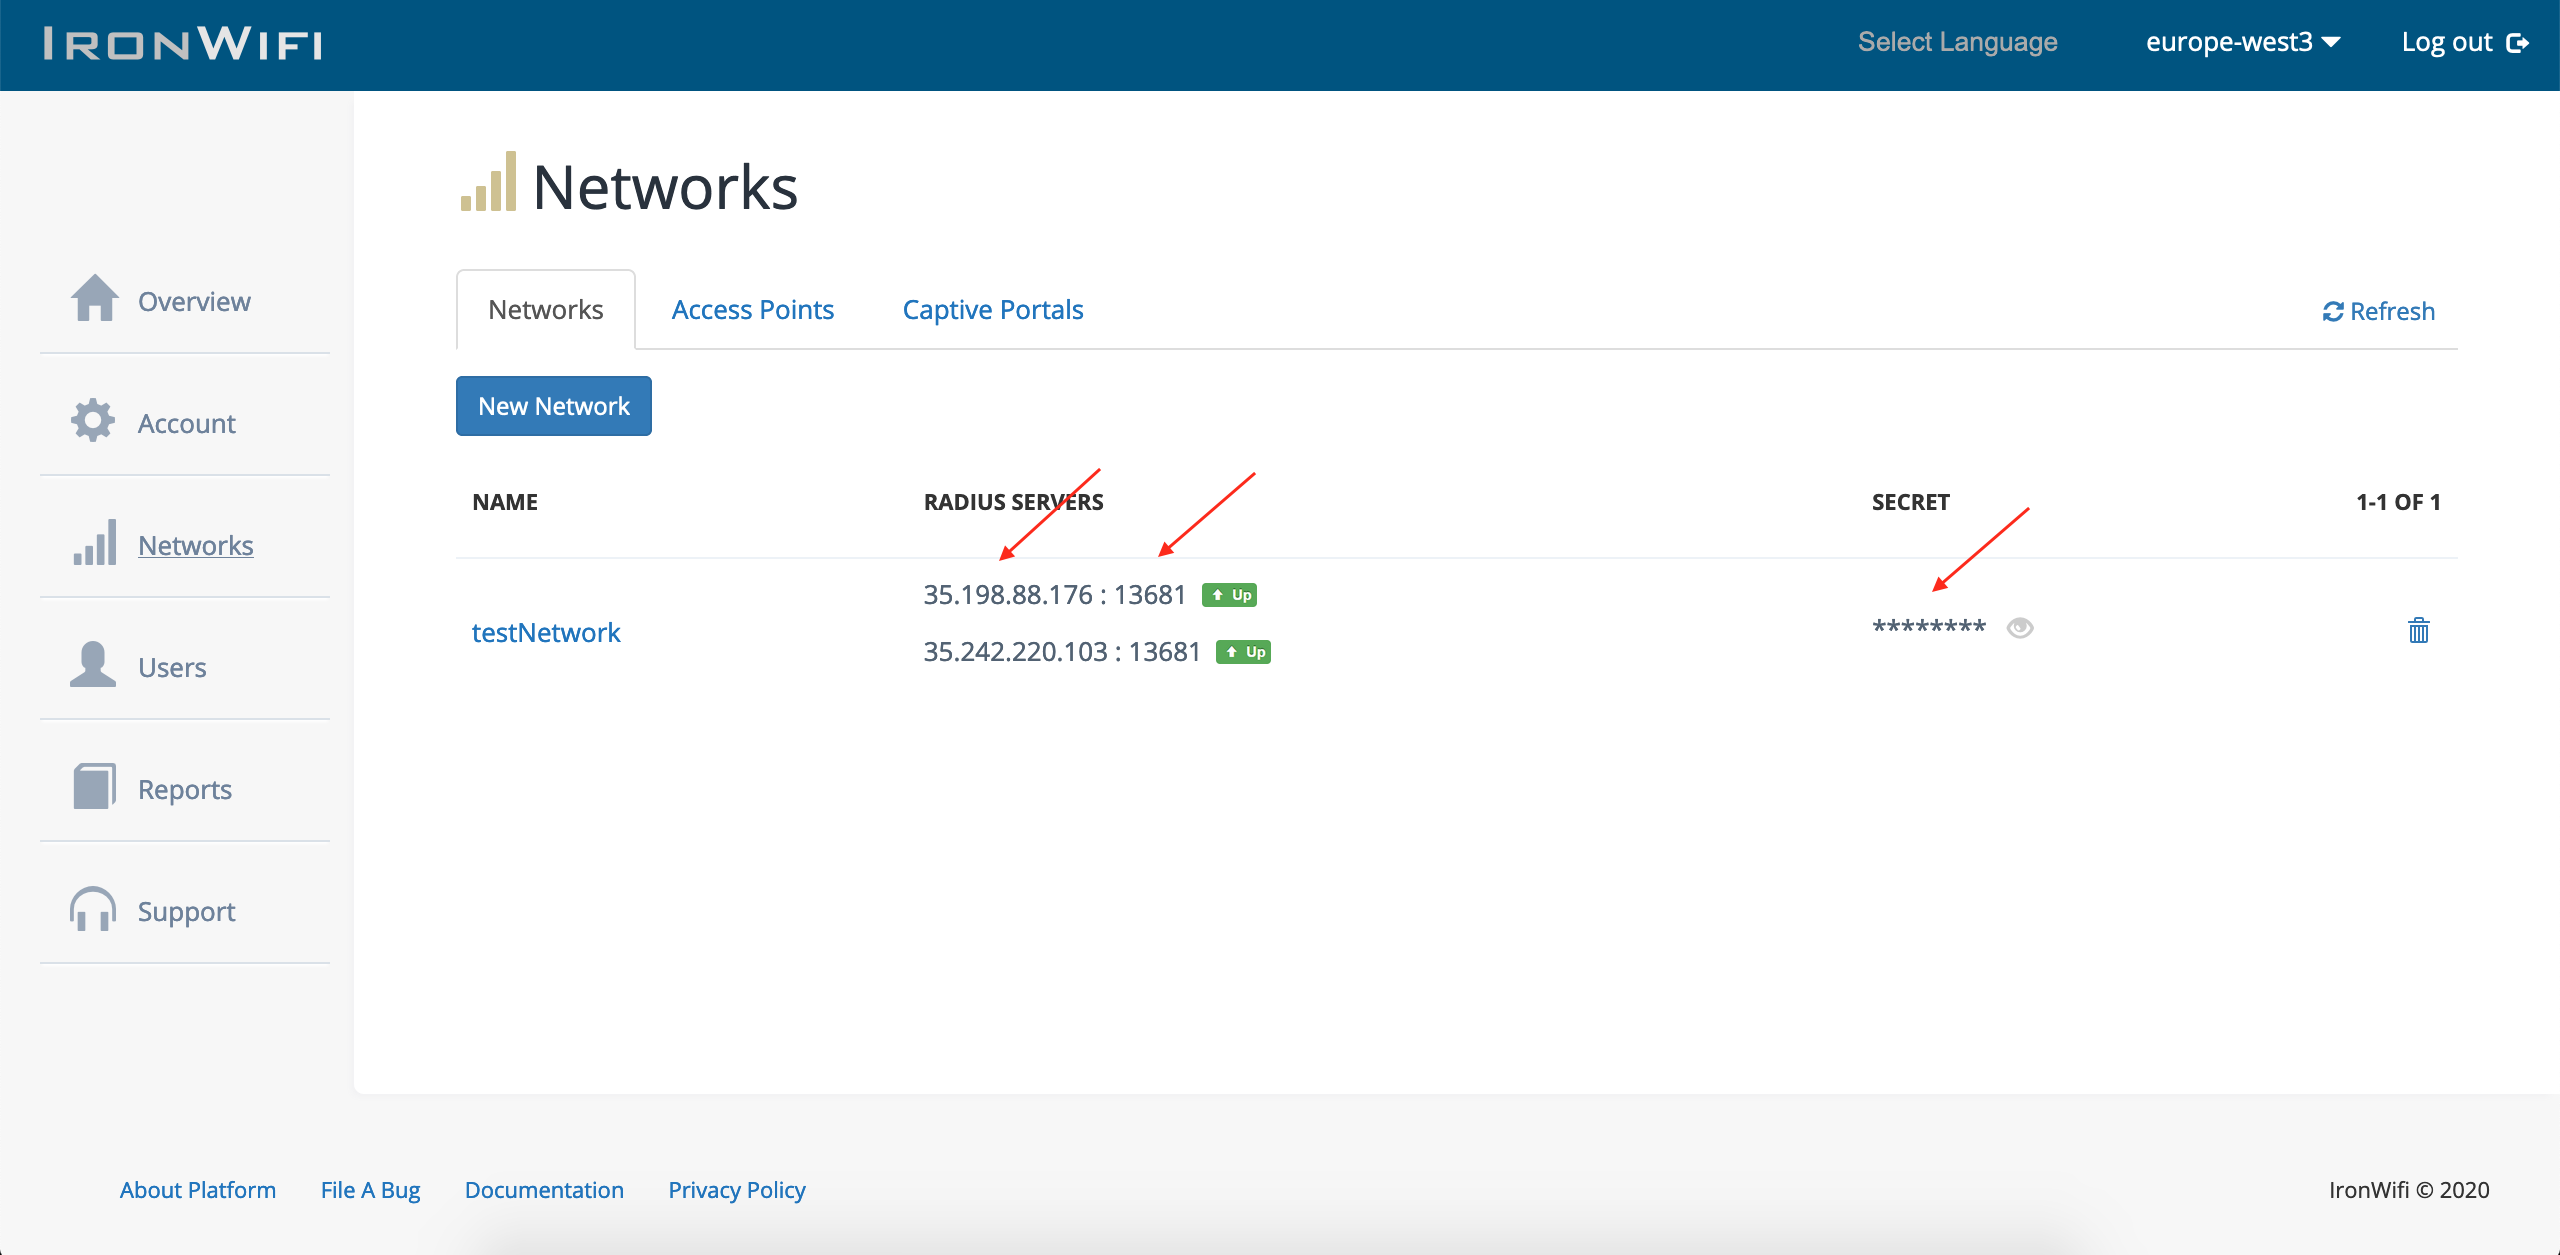 IronWifi
Select Language
europe-west3
Log out
Overview
Account
Networks
Users
Reports
Support
Networks
Networks
Access Points
Captive Portals
Refresh
New Network
NAME
RADIUS SERVERS
SECRET
1-1 OF 1
testNetwork
35.198.88.176 : 13681 Up
35.242.220.103 : 13681 Up
********
About Platform
File A Bug
Documentation
Privacy Policy
IronWifi © 2020